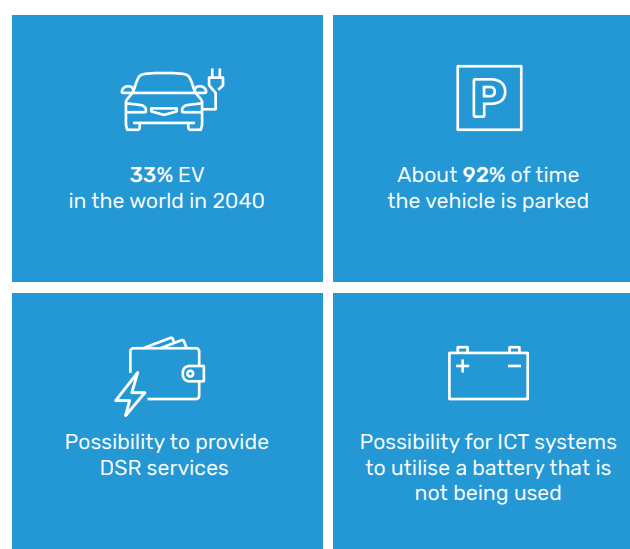 33% EV
in the world in 2040
P
About 92% of time
the vehicle is parked
Possibility to provide
DSR services
+ −
Possibility for ICT systems
to utilise a battery that is
not being used